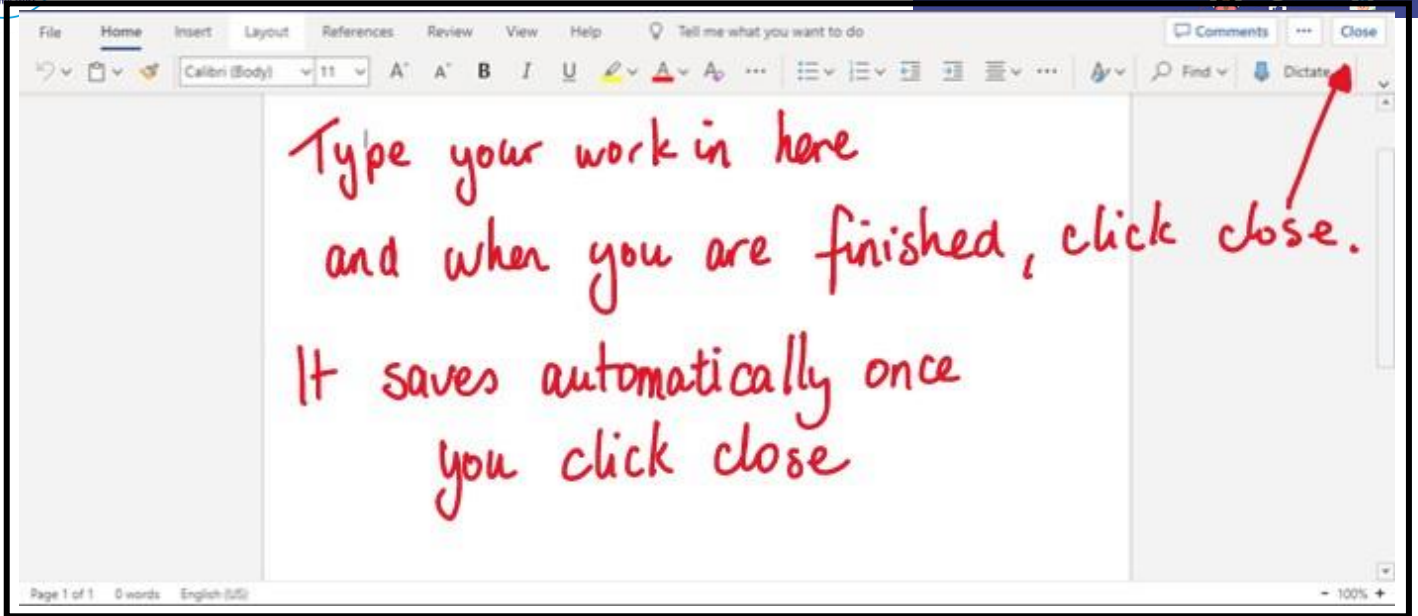 File Home Insert Layout References Review View Help Tell me what you want to do Comments ... Close
Calibri (Body) 11 A^ A˅ B I U A A ... Find Dictate
Type your work in here
and when you are finished, click close.
It saves automatically once
you click close
Page 1 of 1 0 words English (US) - 100% +